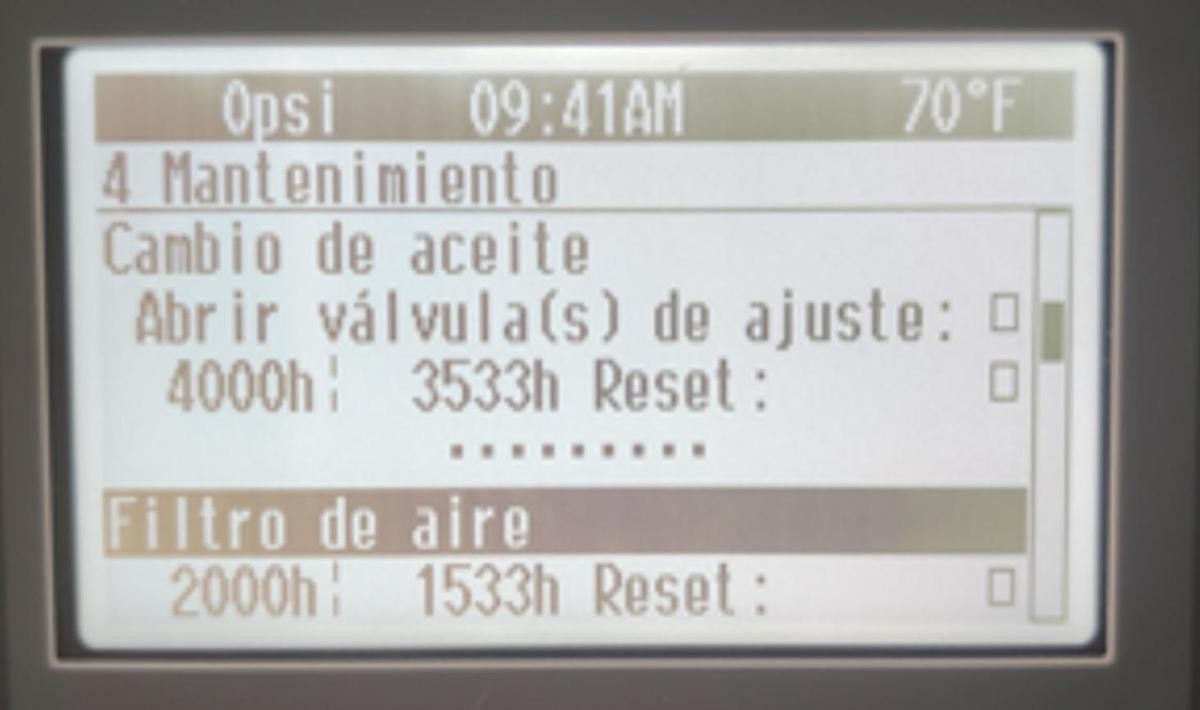 0psi 09:41AM 70°F
4 Mantenimiento
Cambio de aceite
Abrir válvula(s) de ajuste:
4000h¦ 3533h Reset:
.........
Filtro de aire
2000h¦ 1533h Reset: